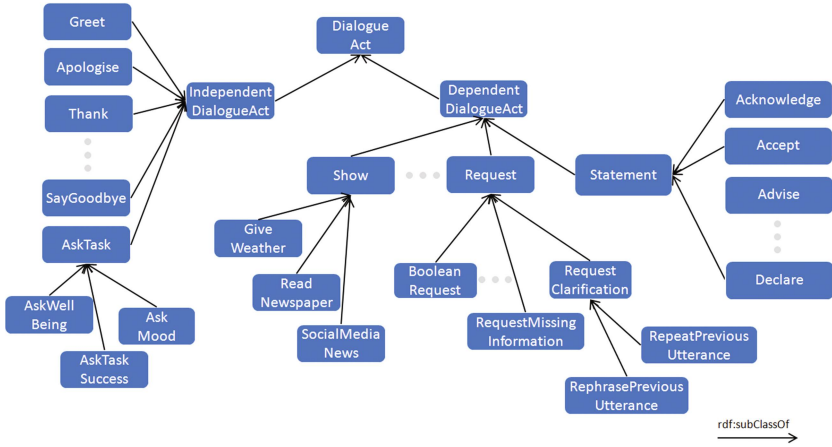 Greet
Apologise
Thank
SayGoodbye
AskTask
AskWell
Being
AskTask
Success
Ask
Mood
Independent
DialogueAct
Dialogue
Act
Dependent
DialogueAct
Show
Request
Statement
Give
Weather
Read
Newspaper
SocialMedia
News
Boolean
Request
RequestMissing
Information
Request
Clarification
RephrasePrevious
Utterance
RepeatPrevious
Utterance
Acknowledge
Accept
Advise
Declare
rdf:subClassOf